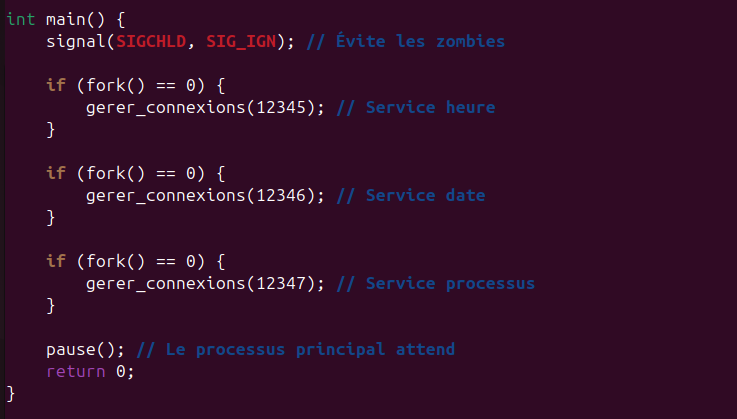 int main() {
    signal(SIGCHLD, SIG_IGN); // Évite les zombies

    if (fork() == 0) {
        gerer_connexions(12345); // Service heure
    }

    if (fork() == 0) {
        gerer_connexions(12346); // Service date
    }

    if (fork() == 0) {
        gerer_connexions(12347); // Service processus
    }

    pause(); // Le processus principal attend
    return 0;
}